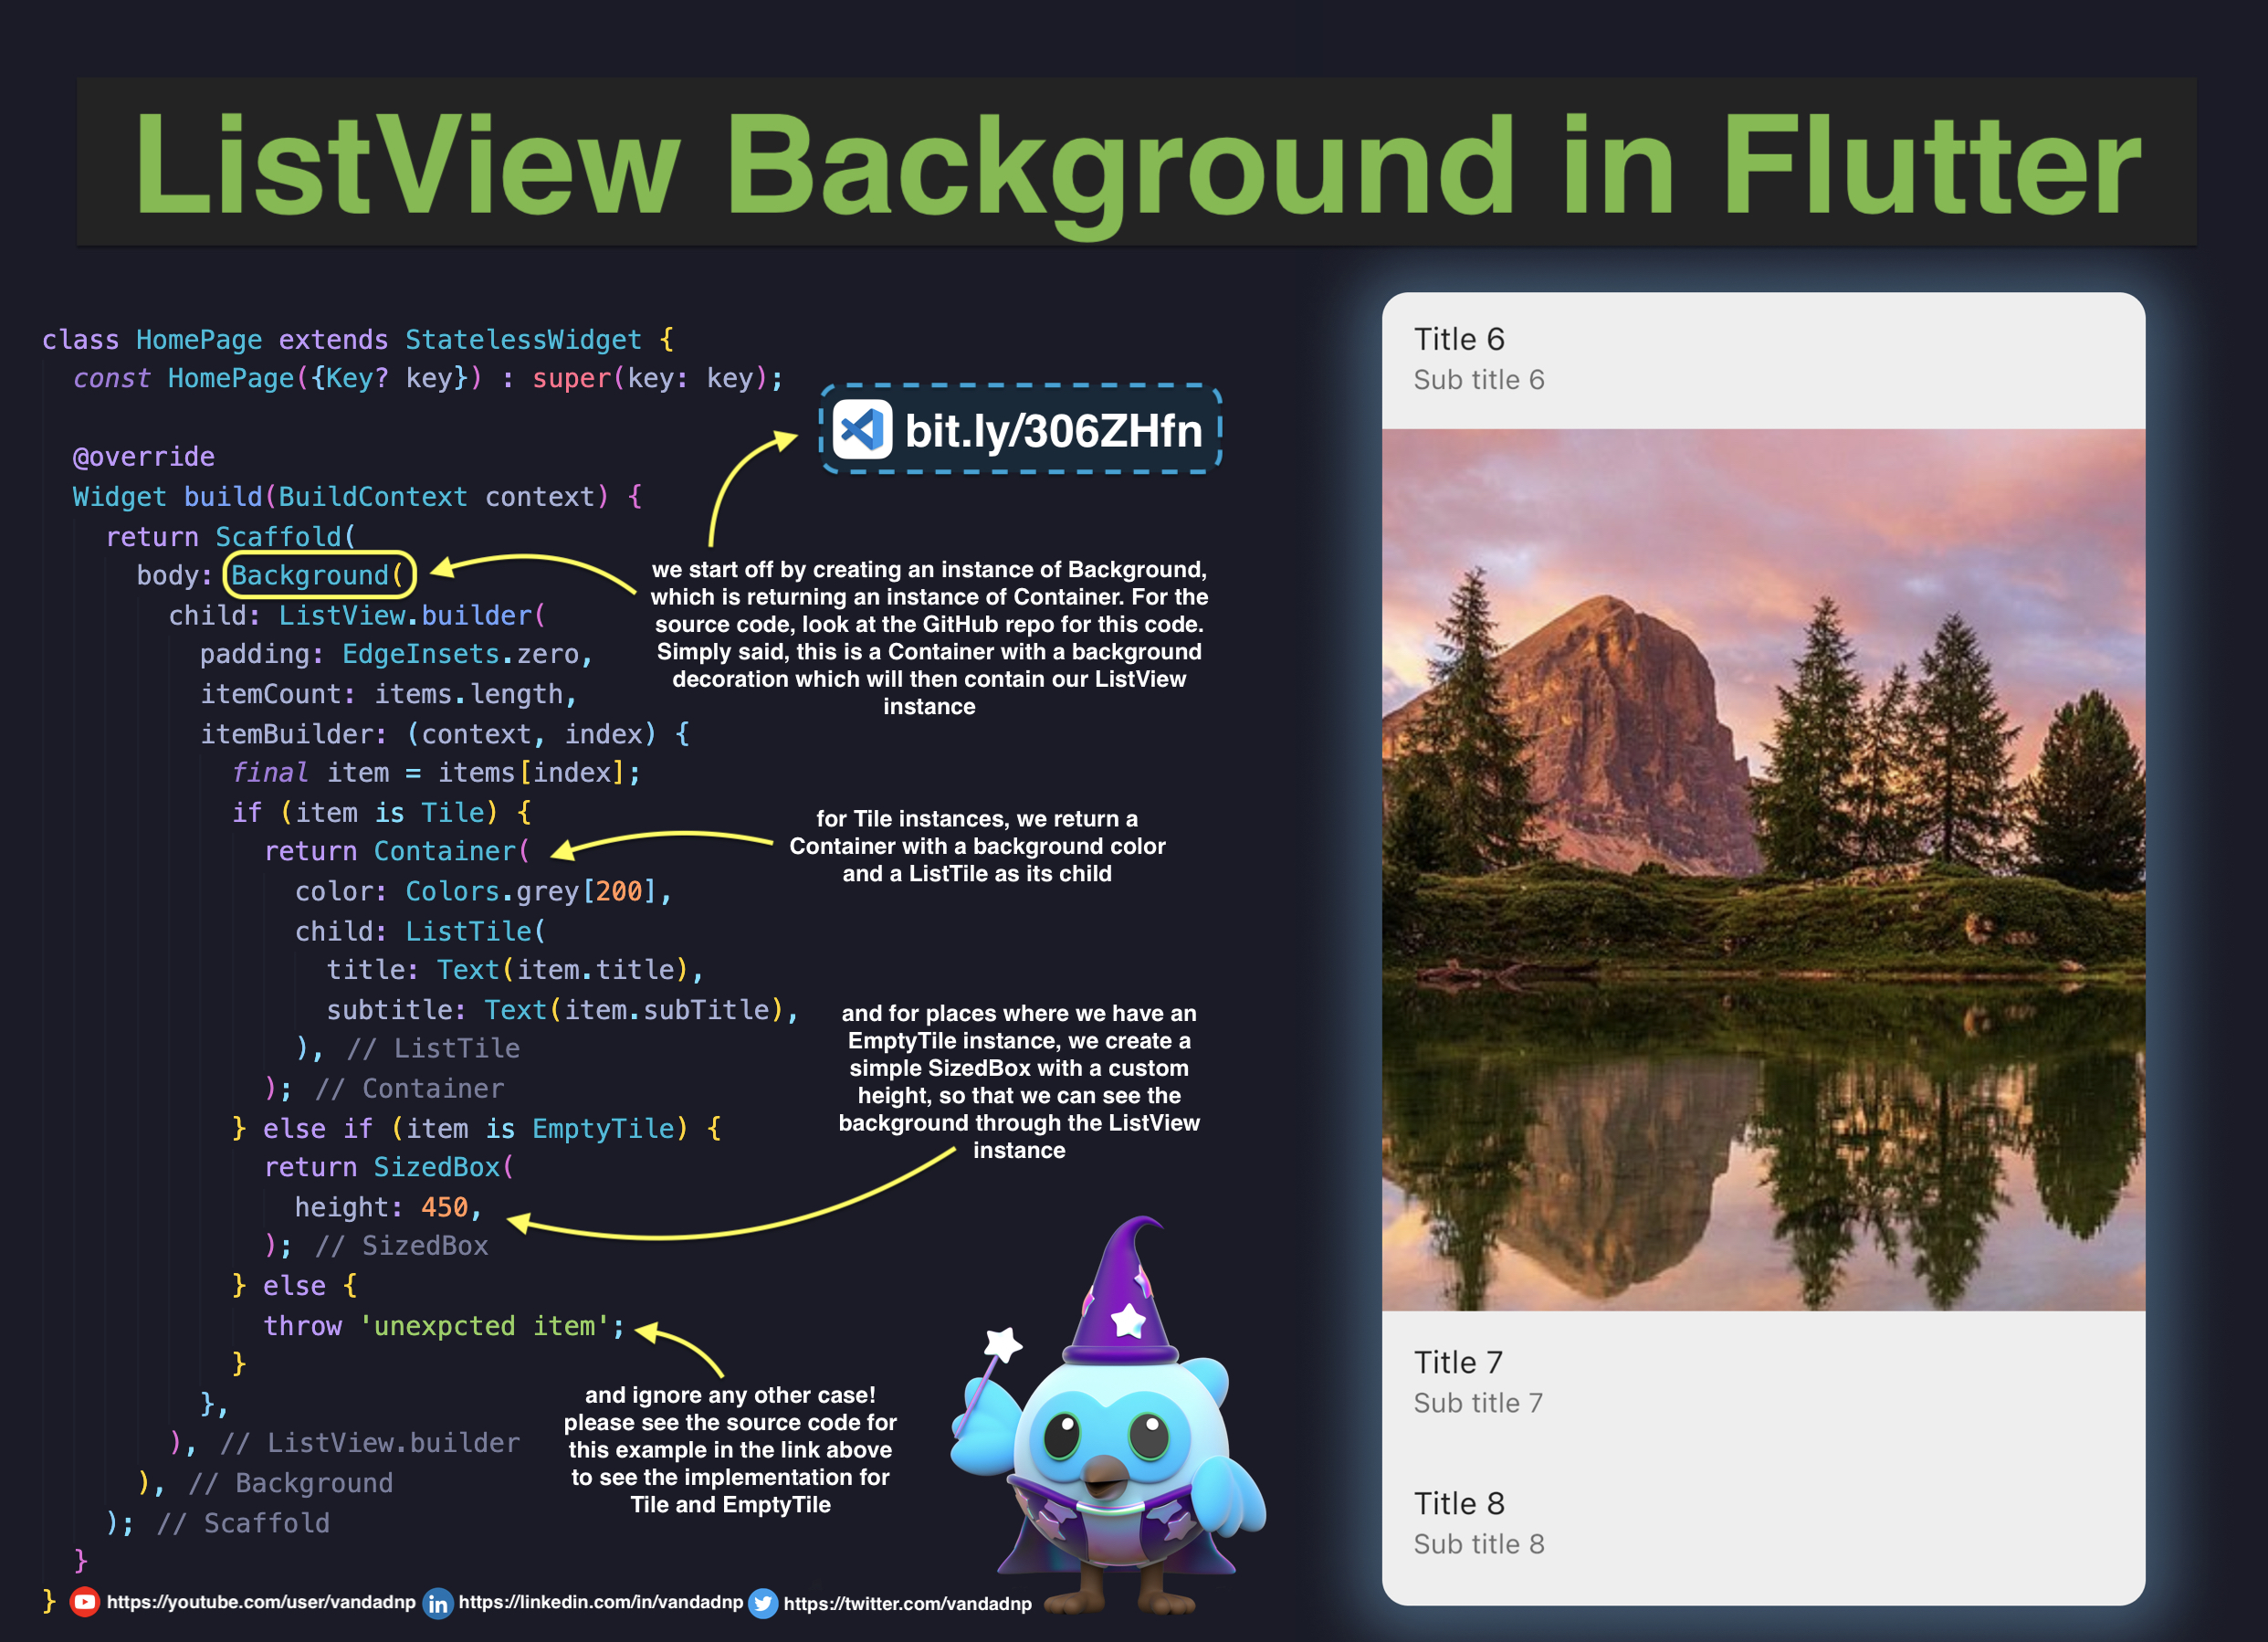 ListView Background in Flutter
class HomePage extends StatelessWidget {
const HomePage({Key? key}) : super(key: key);
@override
Widget build(BuildContext context) {
return Scaffold(
body: Background(
child: ListView.builder(
padding: EdgeInsets.zero,
itemCount: items.length,
itemBuilder: (context, index) {
final item = items[index];
if (item is Tile) {
return Container(
color: Colors.grey[200],
child: ListTile(
title: Text(item.title),
subtitle: Text(item.subTitle),
), // ListTile
); // Container
} else if (item is EmptyTile) {
return SizedBox(
height: 450,
); // SizedBox
} else {
throw 'unexpcted item';
}
},
), // ListView.builder
), // Background
); // Scaffold
}
}
bit.ly/306ZHfn
we start off by creating an instance of Background,
which is returning an instance of Container. For the
source code, look at the GitHub repo for this code.
Simply said, this is a Container with a background
decoration which will then contain our ListView
instance
for Tile instances, we return a
Container with a background color
and a ListTile as its child
and for places where we have an
EmptyTile instance, we create a
simple SizedBox with a custom
height, so that we can see the
background through the ListView
instance
and ignore any other case!
please see the source code for
this example in the link above
to see the implementation for
Tile and EmptyTile
https://youtube.com/user/vandadnp
in https://linkedin.com/in/vandadnp
https://twitter.com/vandadnp
Title 6
Sub title 6
Title 7
Sub title 7
Title 8
Sub title 8